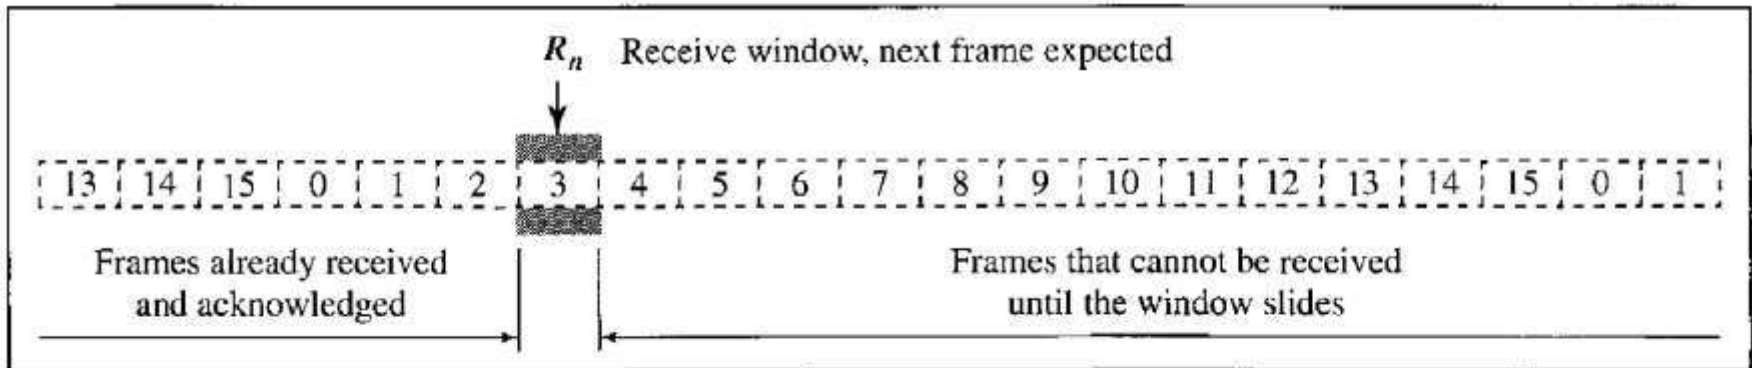 Rn Receive window, next frame expected
13 14 15 0 1 2 3 4 5 6 7 8 9 10 11 12 13 14 15 0 1
Frames already received
and acknowledged
Frames that cannot be received
until the window slides